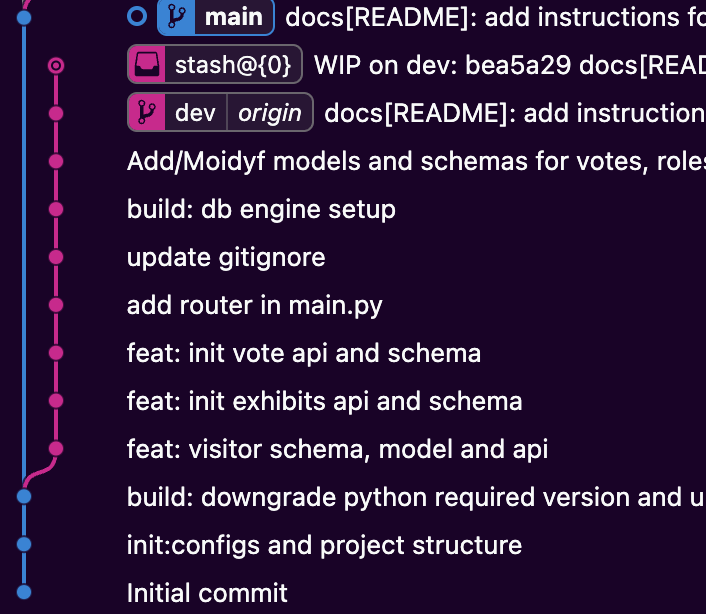 main docs[README]: add instructions fo
stash@{0} WIP on dev: bea5a29 docs[READ
dev origin docs[README]: add instruction
Add/Moidyf models and schemas for votes, roles
build: db engine setup
update gitignore
add router in main.py
feat: init vote api and schema
feat: init exhibits api and schema
feat: visitor schema, model and api
build: downgrade python required version and u
init:configs and project structure
Initial commit